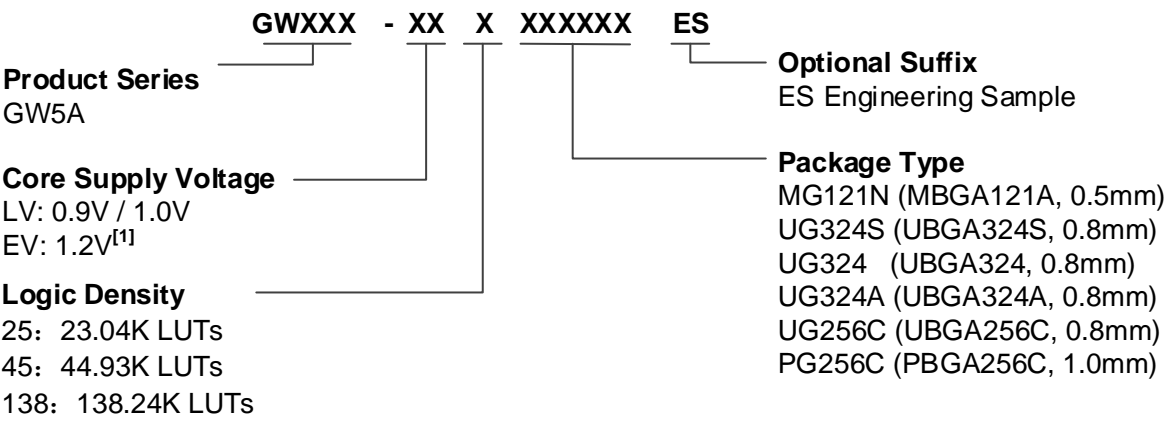 GWXXX - XX X XXXXXX ES
Product Series
GW5A
Core Supply Voltage
LV: 0.9V / 1.0V
EV: 1.2V[1]
Logic Density
25：23.04K LUTs
45：44.93K LUTs
138：138.24K LUTs
Optional Suffix
ES Engineering Sample
Package Type
MG121N (MBGA121A, 0.5mm)
UG324S (UBGA324S, 0.8mm)
UG324 (UBGA324, 0.8mm)
UG324A (UBGA324A, 0.8mm)
UG256C (UBGA256C, 0.8mm)
PG256C (PBGA256C, 1.0mm)